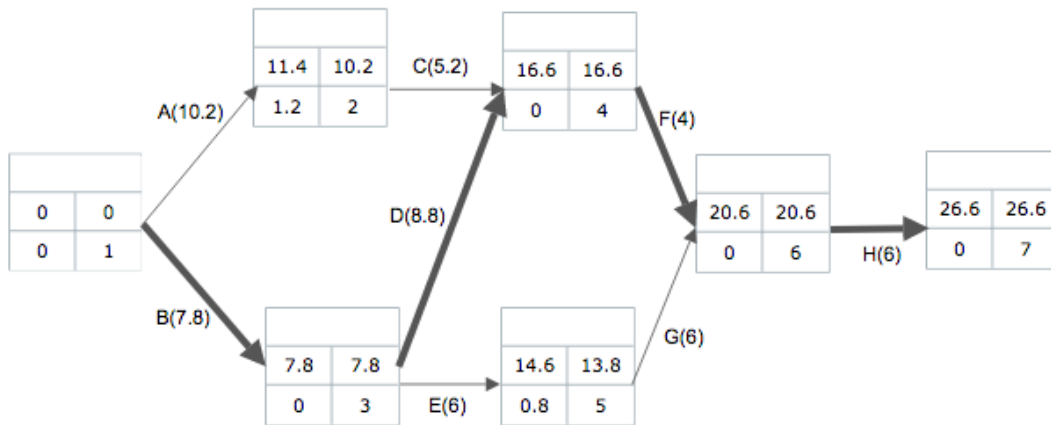 11.4 10.2
1.2 2
C(5.2)
16.6 16.6
0 4
A(10.2)
F(4)
0 0
0 1
D(8.8)
20.6 20.6
0 6
H(6)
26.6 26.6
0 7
B(7.8)
7.8 7.8
0 3
E(6)
14.6 13.8
0.8 5
G(6)